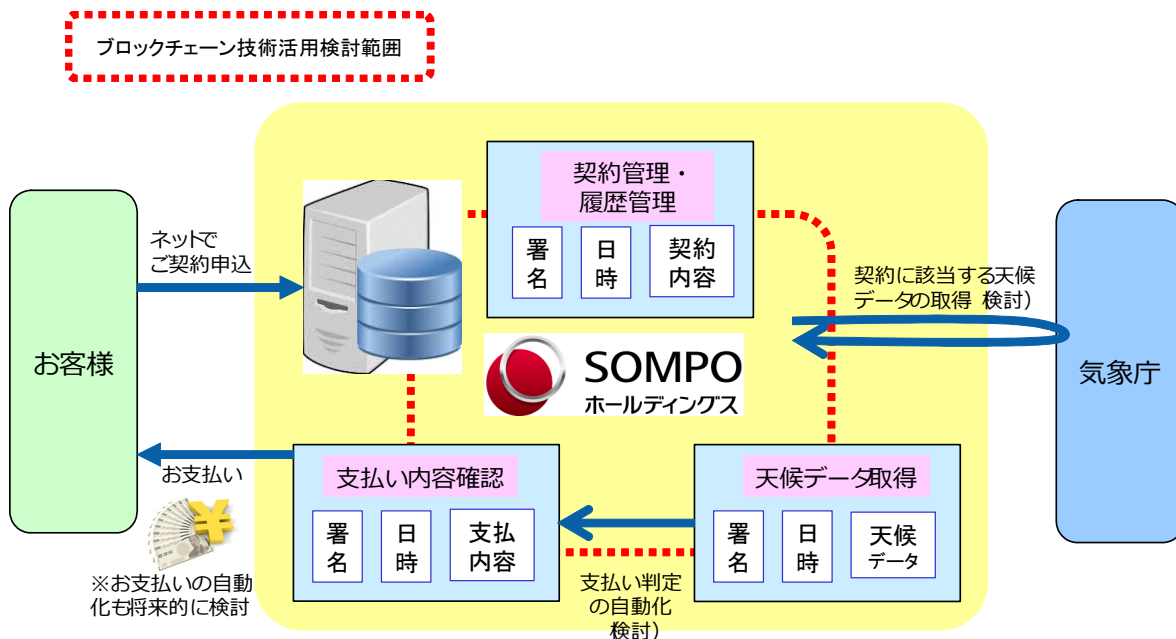 ブロックチェーン技術活用検討範囲
契約管理・
履歴管理
署名
日時
契約
内容
ネットで
ご契約申込
契約に該当する天候
データの取得 検討）
お客様
SOMPO
ホールディングス
気象庁
お支払い
※お支払いの自動
化も将来的に検討
支払い内容確認
署名
日時
支払
内容
天候データ取得
署名
日時
天候
データ
支払い判定
の自動化
検討）